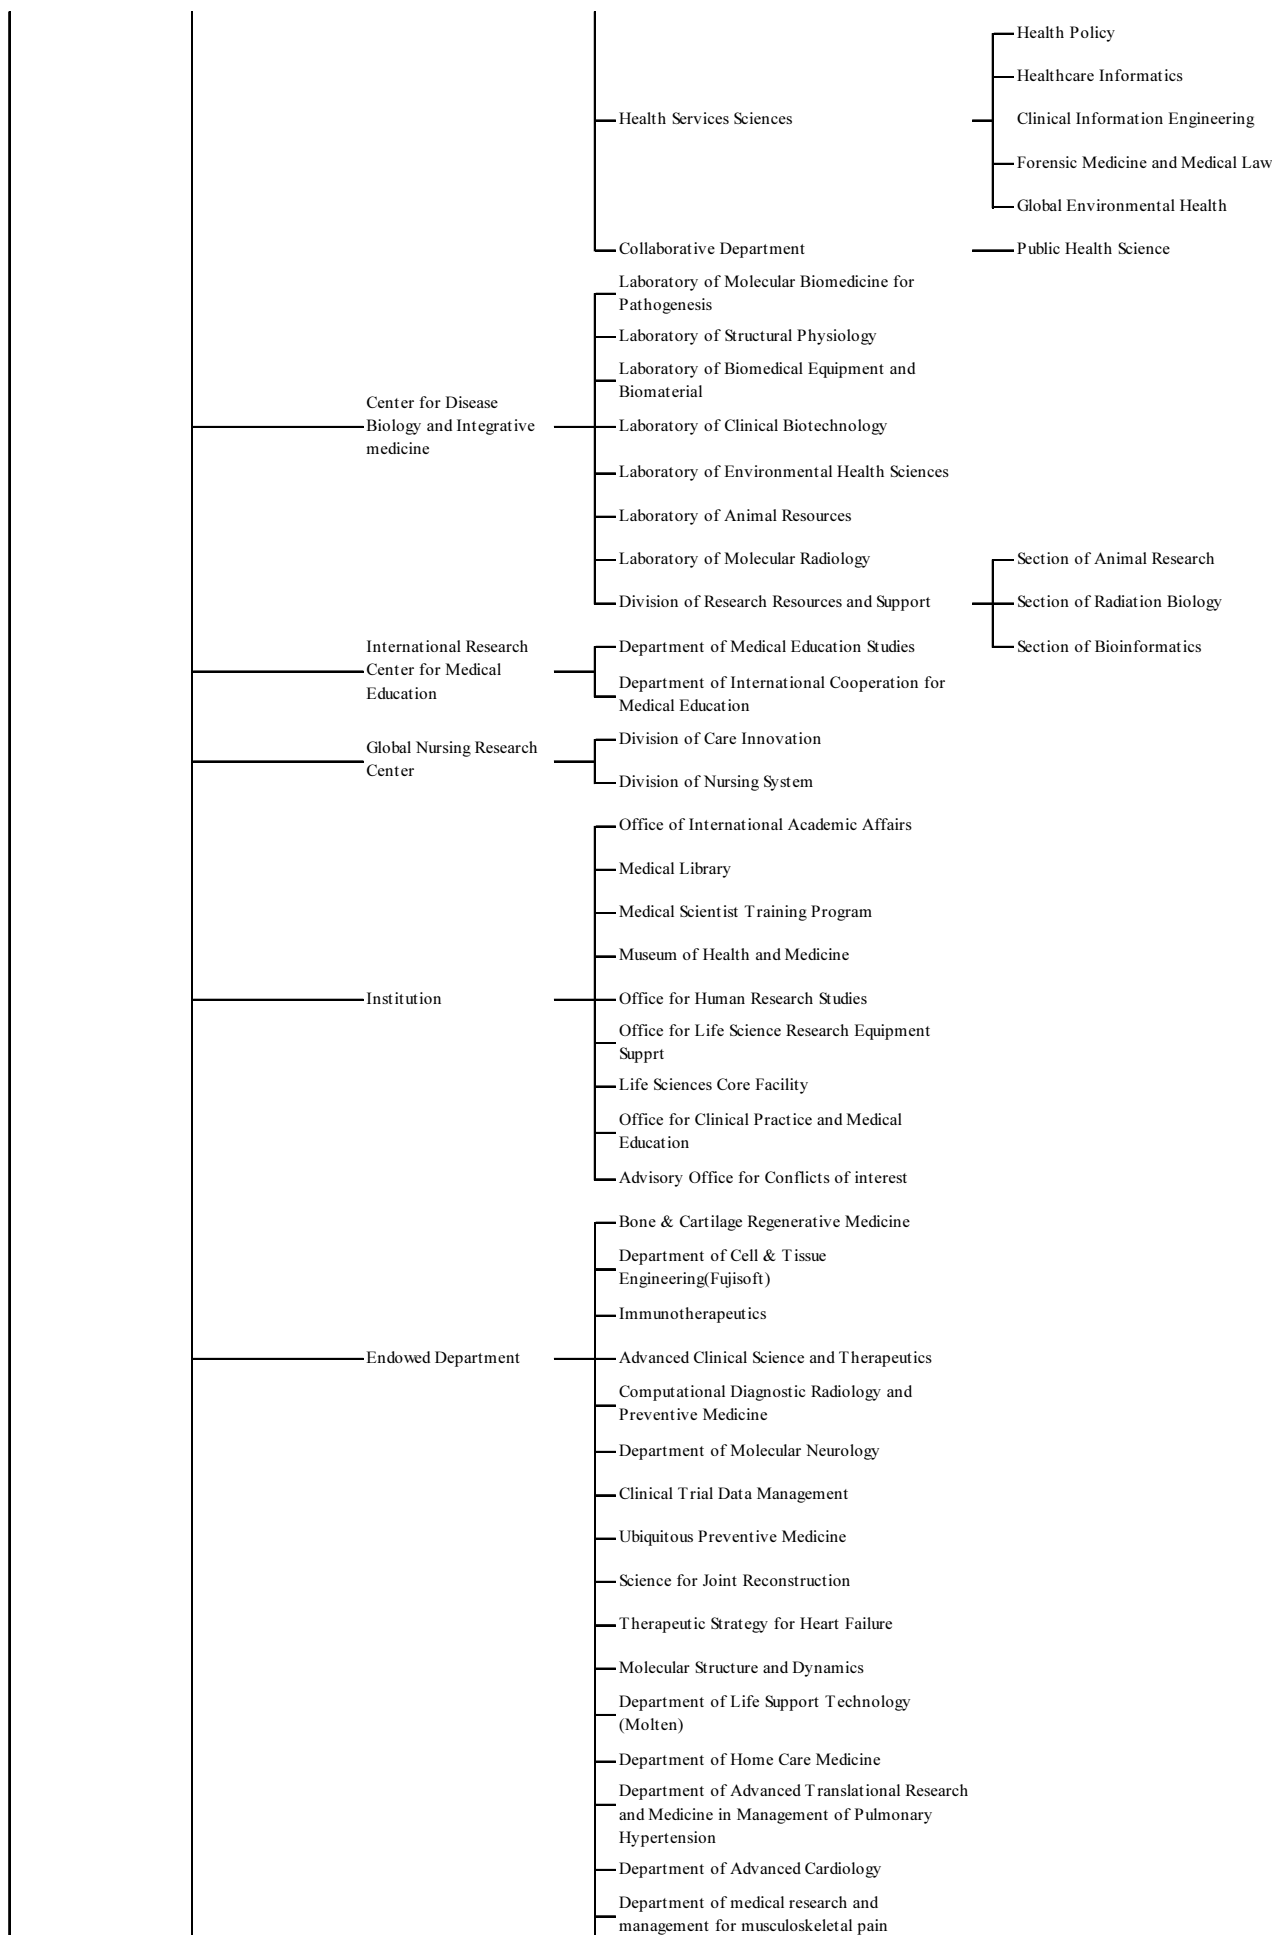 Health Policy
Healthcare Informatics
Health Services Sciences
Clinical Information Engineering
Forensic Medicine and Medical Law
Global Environmental Health
Collaborative Department
Public Health Science
Center for Disease
Biology and Integrative
medicine
Laboratory of Molecular Biomedicine for
Pathogenesis
Laboratory of Structural Physiology
Laboratory of Biomedical Equipment and
Biomaterial
Laboratory of Clinical Biotechnology
Laboratory of Environmental Health Sciences
Laboratory of Animal Resources
Laboratory of Molecular Radiology
Division of Research Resources and Support
Section of Animal Research
Section of Radiation Biology
Section of Bioinformatics
International Research
Center for Medical
Education
Department of Medical Education Studies
Department of International Cooperation for
Medical Education
Global Nursing Research
Center
Division of Care Innovation
Division of Nursing System
Institution
Office of International Academic Affairs
Medical Library
Medical Scientist Training Program
Museum of Health and Medicine
Office for Human Research Studies
Office for Life Science Research Equipment
Supprt
Life Sciences Core Facility
Office for Clinical Practice and Medical
Education
Advisory Office for Conflicts of interest
Endowed Department
Bone & Cartilage Regenerative Medicine
Department of Cell & Tissue
Engineering(Fujisoft)
Immunotherapeutics
Advanced Clinical Science and Therapeutics
Computational Diagnostic Radiology and
Preventive Medicine
Department of Molecular Neurology
Clinical Trial Data Management
Ubiquitous Preventive Medicine
Science for Joint Reconstruction
Therapeutic Strategy for Heart Failure
Molecular Structure and Dynamics
Department of Life Support Technology
(Molten)
Department of Home Care Medicine
Department of Advanced Translational Research
and Medicine in Management of Pulmonary
Hypertension
Department of Advanced Cardiology
Department of medical research and
management for musculoskeletal pain